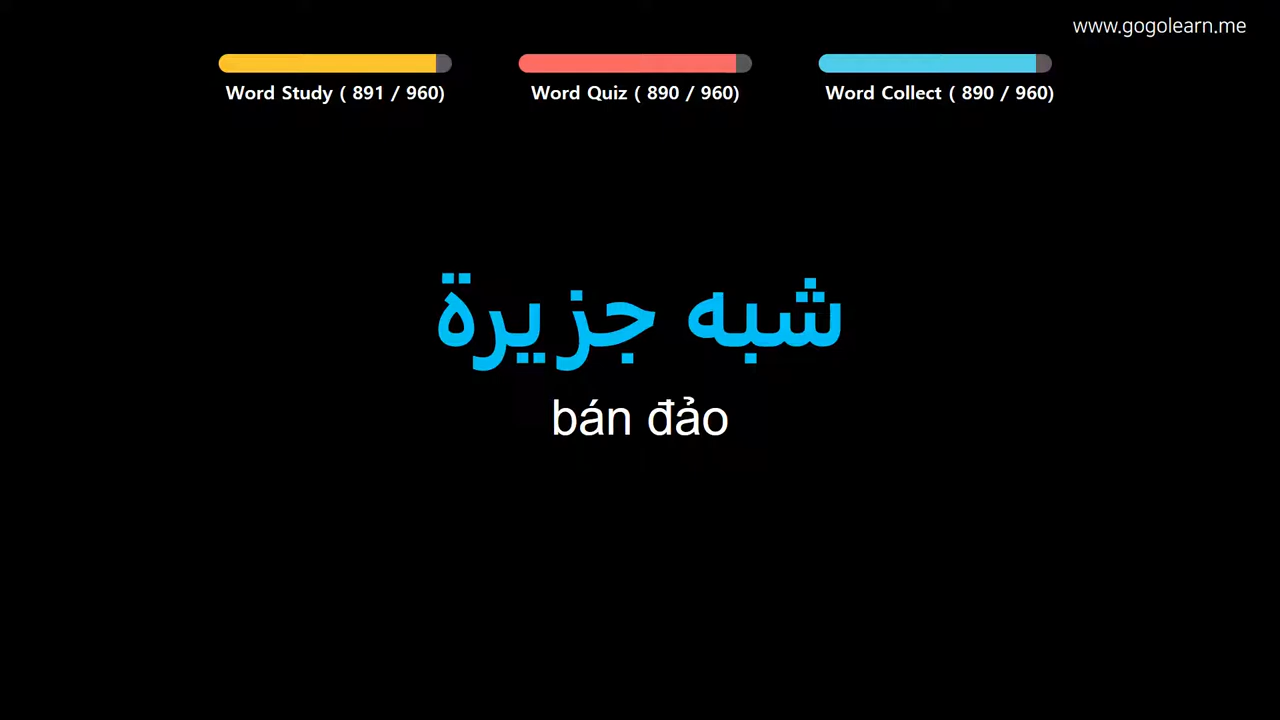 www.gogolearn.me
Word Study ( 891 / 960)
Word Quiz ( 890 / 960)
Word Collect ( 890 / 960)
شبه جزيرة
bán đảo